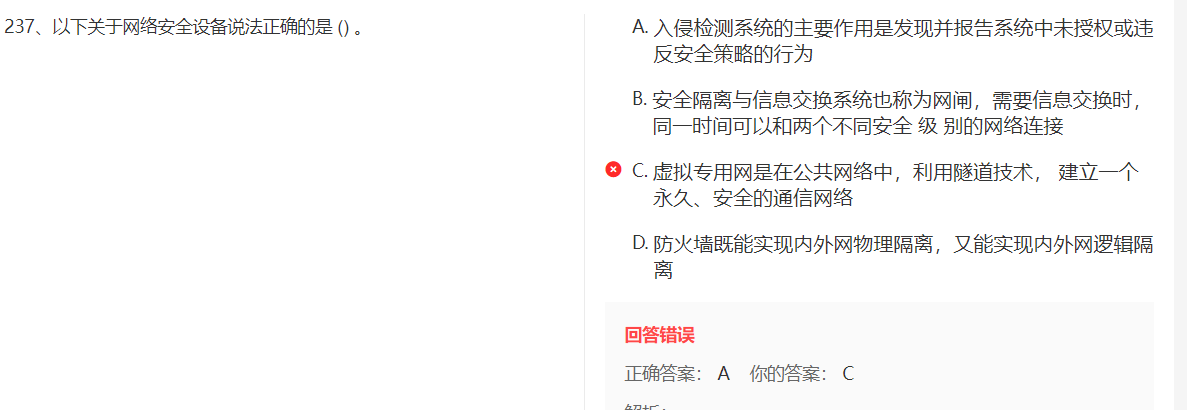 237、以下关于网络安全设备说法正确的是 () 。
A. 入侵检测系统的主要作用是发现并报告系统中未授权或违
反安全策略的行为
B. 安全隔离与信息交换系统也称为网闸，需要信息交换时，
同一时间可以和两个不同安全 级 别的网络连接
C. 虚拟专用网是在公共网络中，利用隧道技术， 建立一个
永久、安全的通信网络
D. 防火墙既能实现内外网物理隔离，又能实现内外网逻辑隔
离
回答错误
正确答案： A 你的答案： C
解析：